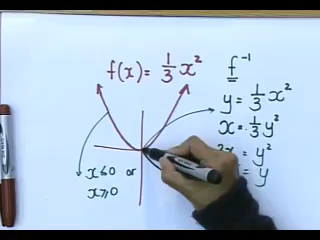 f(x) = 1/3 x²
x ≤ 0 or
x ≥ 0
f⁻¹
y = 1/3 x²
x = 1/3 y²
= y²
= y